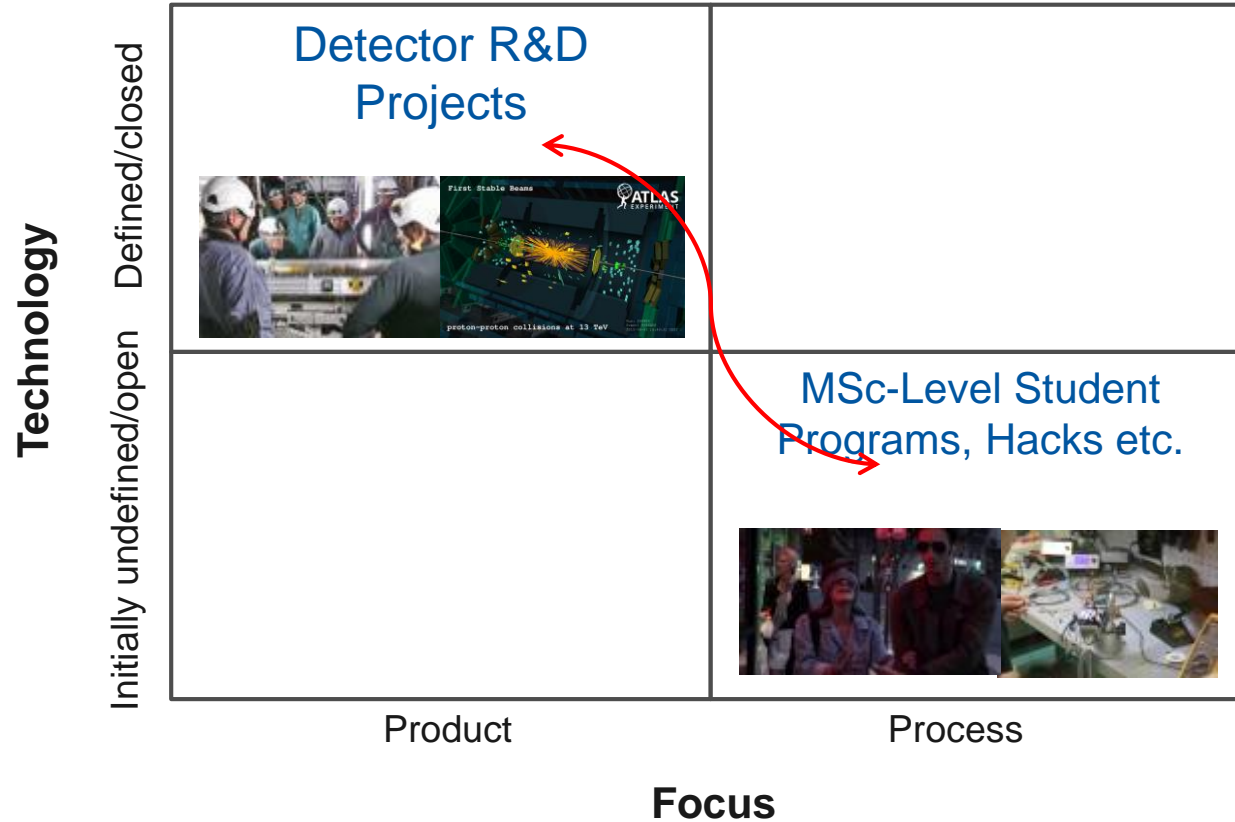 Detector R&D
Projects
First Stable Beams
ATLAS
EXPERIMENT
proton-proton collisions at 13 TeV
MSc-Level Student
Programs, Hacks etc.
Technology
Defined/closed
Initially undefined/open
Product
Process
Focus